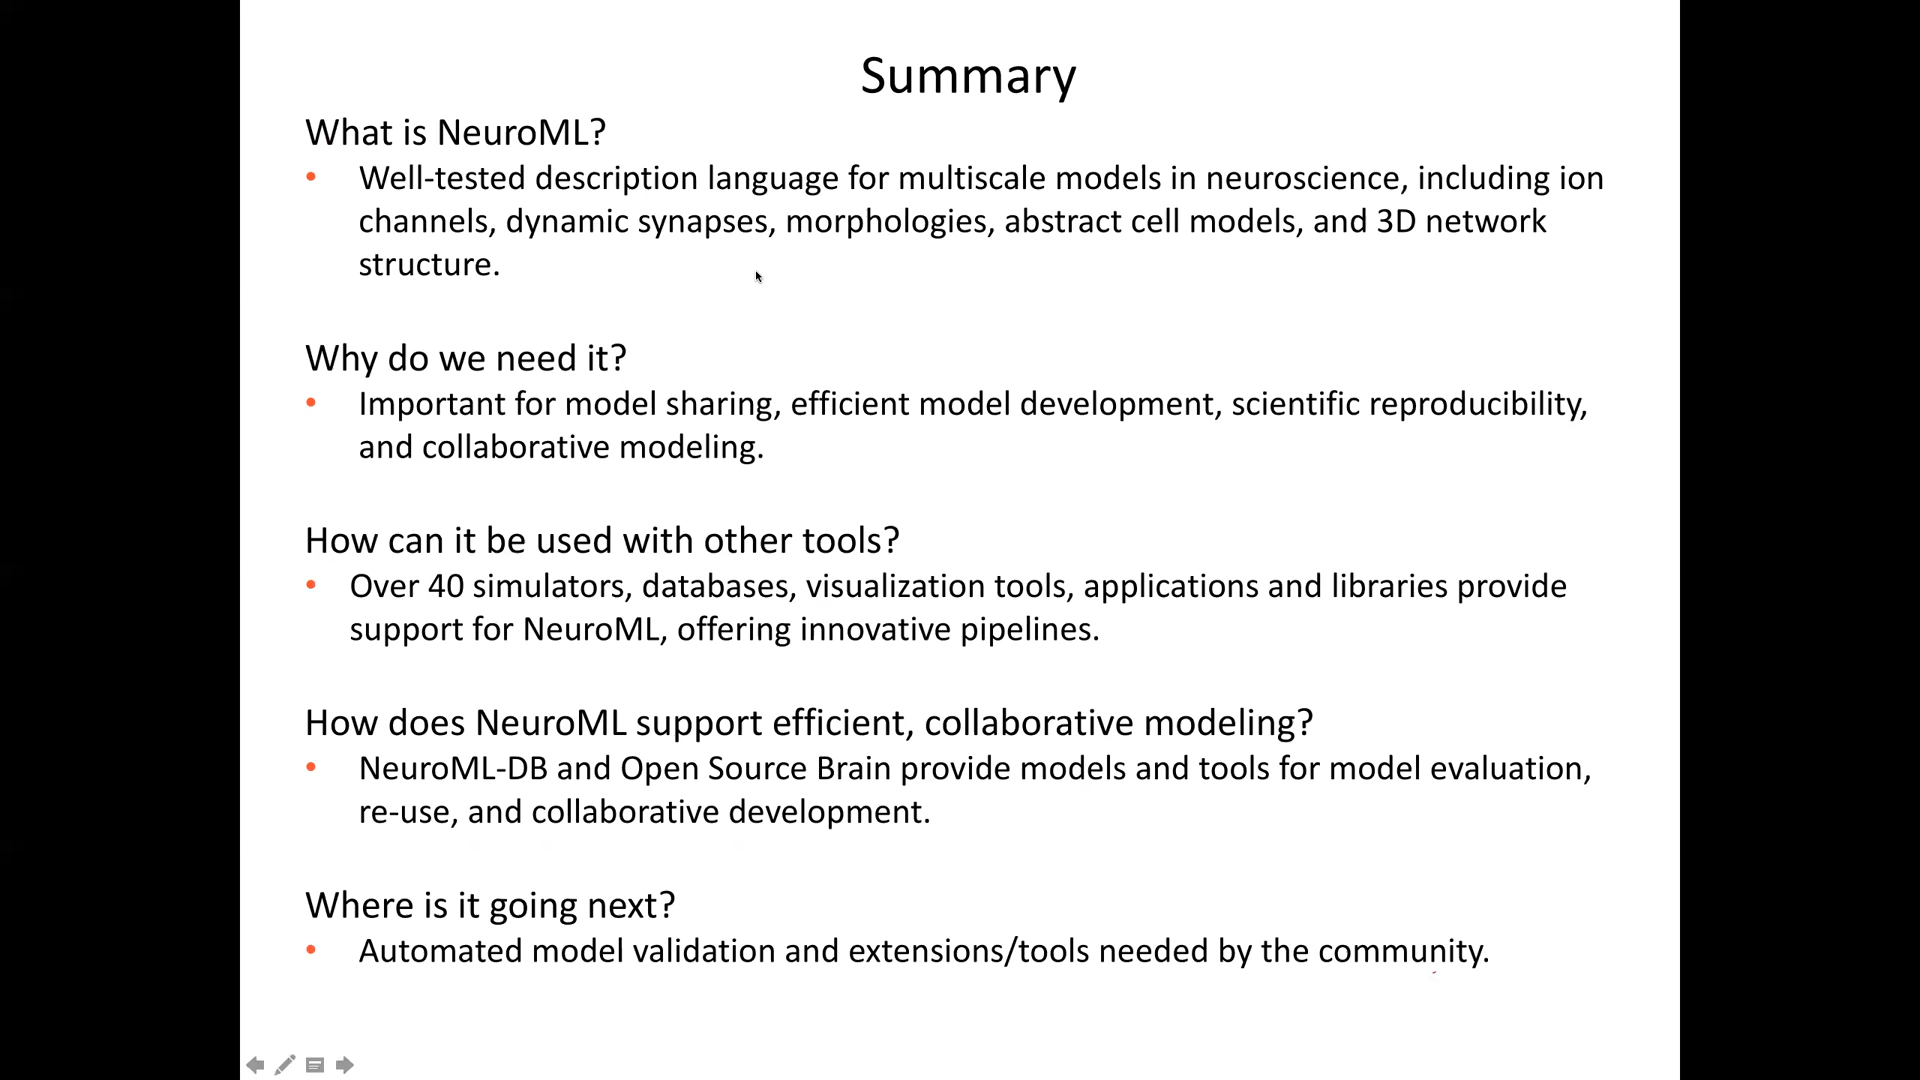 Summary
What is NeuroML?
• Well-tested description language for multiscale models in neuroscience, including ion
channels, dynamic synapses, morphologies, abstract cell models, and 3D network
structure.
Why do we need it?
• Important for model sharing, efficient model development, scientific reproducibility,
and collaborative modeling.
How can it be used with other tools?
• Over 40 simulators, databases, visualization tools, applications and libraries provide
support for NeuroML, offering innovative pipelines.
How does NeuroML support efficient, collaborative modeling?
• NeuroML-DB and Open Source Brain provide models and tools for model evaluation,
re-use, and collaborative development.
Where is it going next?
• Automated model validation and extensions/tools needed by the community.